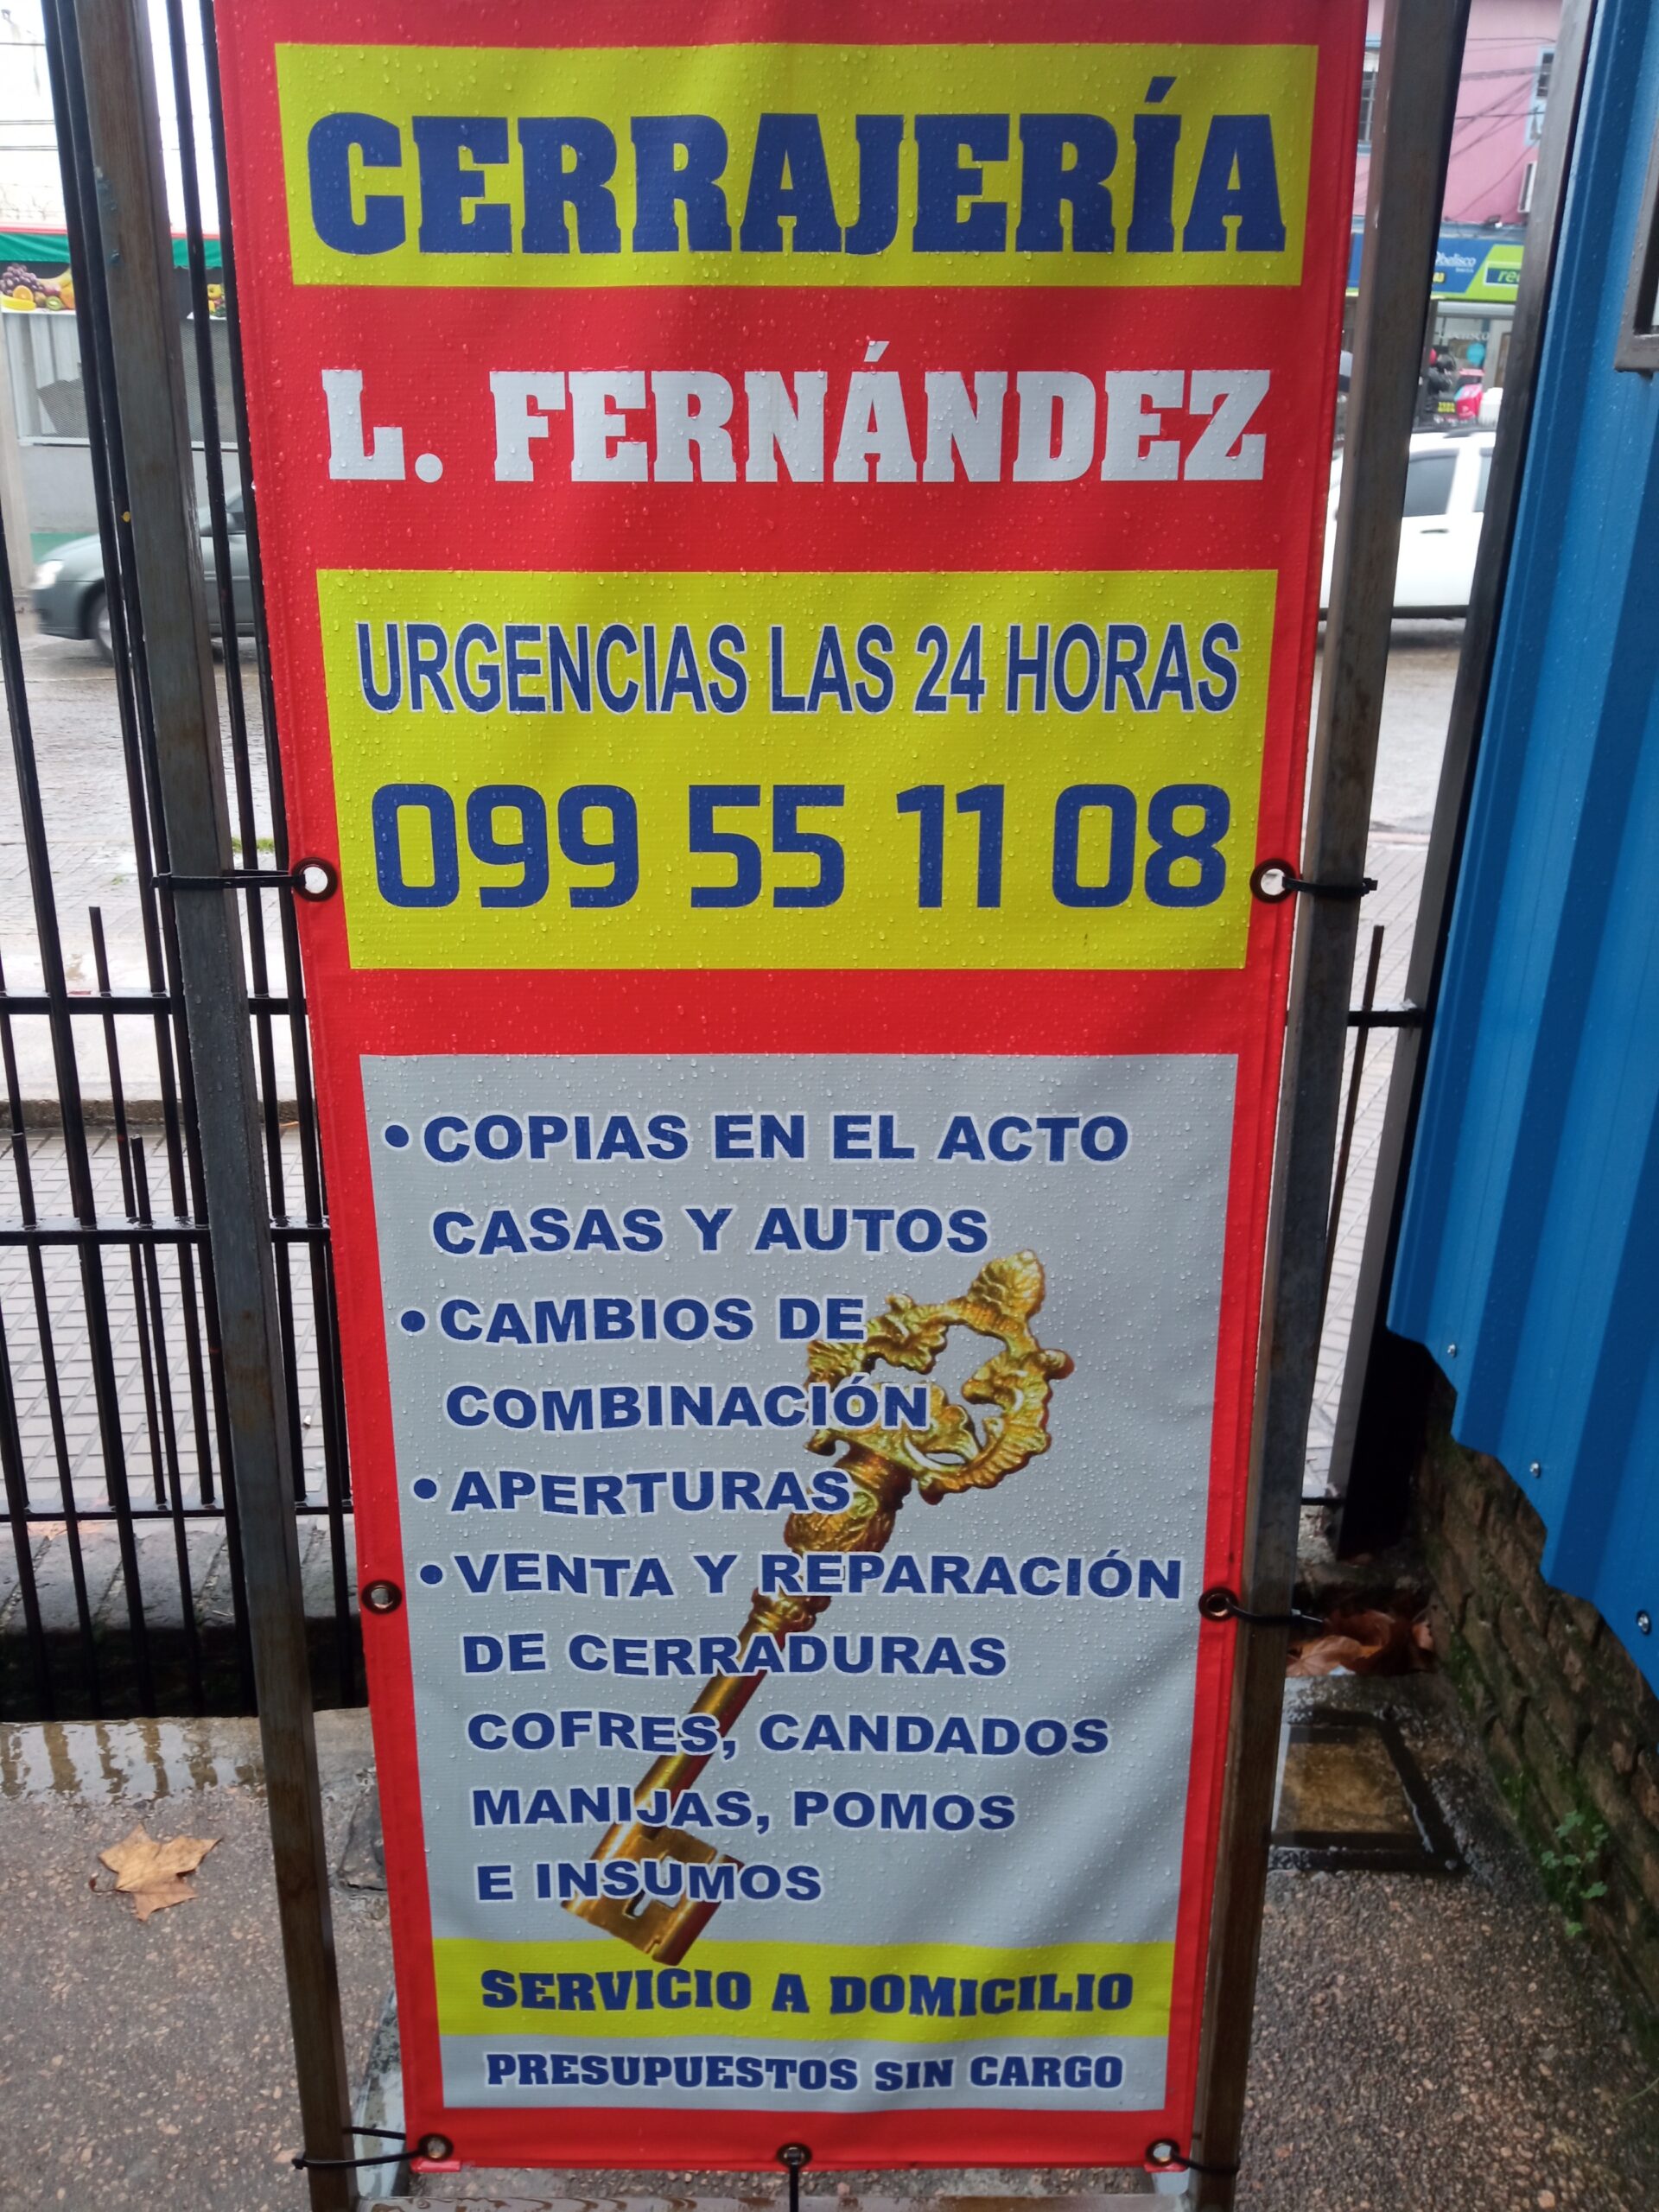 CERRAJERÍA
L. FERNÁNDEZ
URGENCIAS LAS 24 HORAS
099 55 11 08
• COPIAS EN EL ACTO
CASAS Y AUTOS
• CAMBIOS DE
COMBINACIÓN
• APERTURAS
• VENTA Y REPARACIÓN
DE CERRADURAS
COFRES, CANDADOS
MANIJAS, POMOS
E INSUMOS
SERVICIO A DOMICILIO
PRESUPUESTOS SIN CARGO